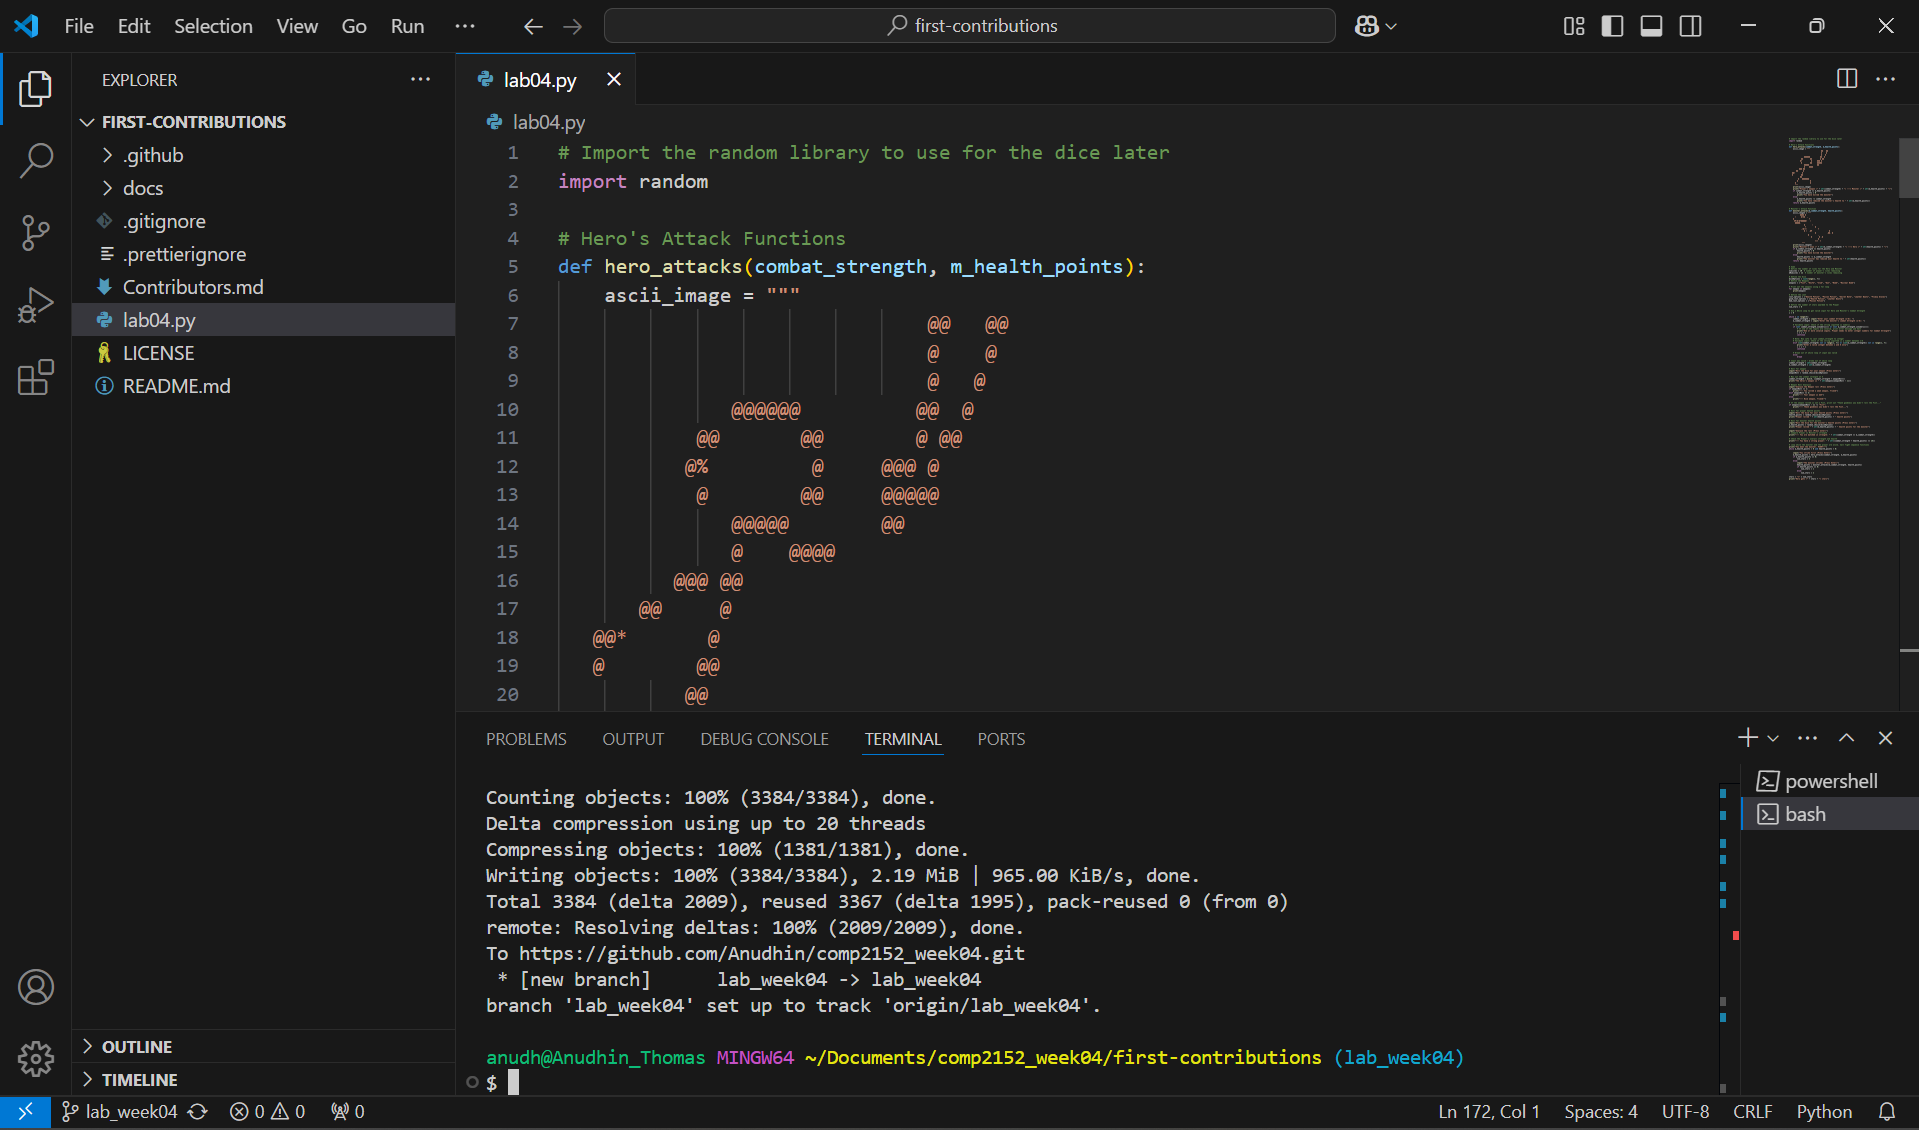 File Edit Selection View Go Run ···
first-contributions
EXPLORER
FIRST-CONTRIBUTIONS
.github
docs
.gitignore
.prettierignore
Contributors.md
lab04.py
LICENSE
README.md
OUTLINE
TIMELINE
lab04.py
lab04.py
1 # Import the random library to use for the dice later
2 import random
3
4 # Hero's Attack Functions
5 def hero_attacks(combat_strength, m_health_points):
6     ascii_image = """
7                                 @@   @@
8                                 @    @
9                                 @   @
10                @@@@@@          @@  @
11             @@       @@        @ @@
12            @%         @     @@@ @
13             @        @@     @@@@@
14                @@@@@        @@
15                @    @@@@
16           @@@ @@
17        @@     @
18    @@*       @
19    @        @@
20            @@
PROBLEMS OUTPUT DEBUG CONSOLE TERMINAL PORTS
Counting objects: 100% (3384/3384), done.
Delta compression using up to 20 threads
Compressing objects: 100% (1381/1381), done.
Writing objects: 100% (3384/3384), 2.19 MiB | 965.00 KiB/s, done.
Total 3384 (delta 2009), reused 3367 (delta 1995), pack-reused 0 (from 0)
remote: Resolving deltas: 100% (2009/2009), done.
To https://github.com/Anudhin/comp2152_week04.git
 * [new branch]      lab_week04 -> lab_week04
branch 'lab_week04' set up to track 'origin/lab_week04'.
anudh@Anudhin_Thomas MINGW64 ~/Documents/comp2152_week04/first-contributions (lab_week04)
$
powershell
bash
lab_week04 0 0 0 Ln 172, Col 1 Spaces: 4 UTF-8 CRLF Python